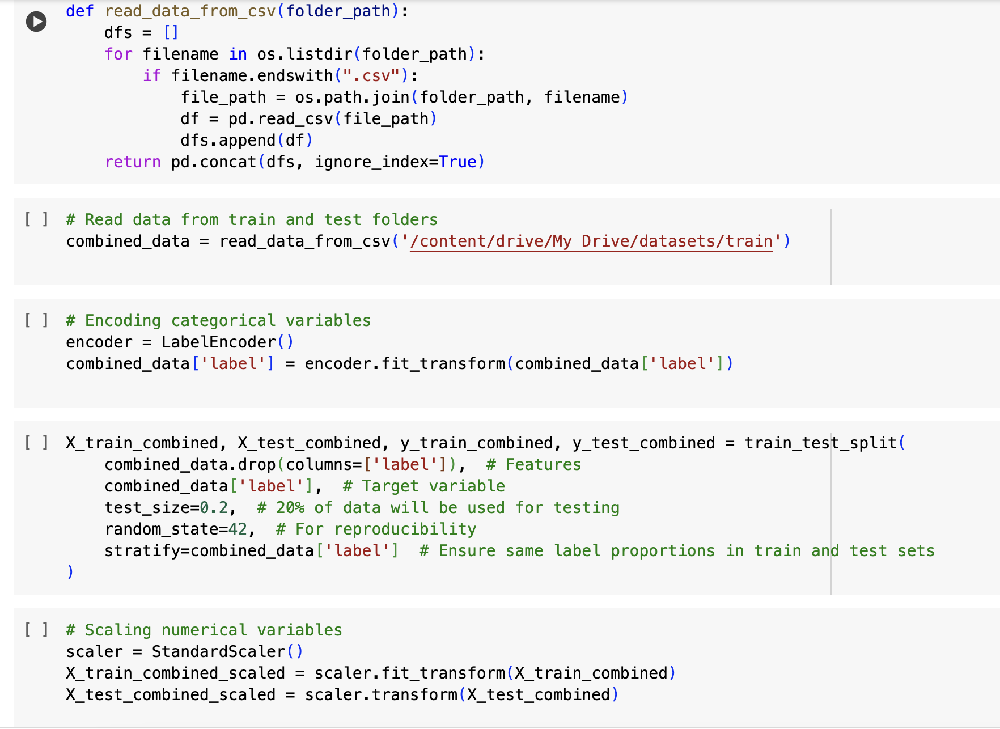 def read_data_from_csv(folder_path):
    dfs = []
    for filename in os.listdir(folder_path):
        if filename.endswith(".csv"):
            file_path = os.path.join(folder_path, filename)
            df = pd.read_csv(file_path)
            dfs.append(df)
    return pd.concat(dfs, ignore_index=True)
[ ] # Read data from train and test folders
combined_data = read_data_from_csv('/content/drive/My Drive/datasets/train')
[ ] # Encoding categorical variables
encoder = LabelEncoder()
combined_data['label'] = encoder.fit_transform(combined_data['label'])
[ ] X_train_combined, X_test_combined, y_train_combined, y_test_combined = train_test_split(
    combined_data.drop(columns=['label']),  # Features
    combined_data['label'],  # Target variable
    test_size=0.2,  # 20% of data will be used for testing
    random_state=42,  # For reproducibility
    stratify=combined_data['label']  # Ensure same label proportions in train and test sets
)
[ ] # Scaling numerical variables
scaler = StandardScaler()
X_train_combined_scaled = scaler.fit_transform(X_train_combined)
X_test_combined_scaled = scaler.transform(X_test_combined)